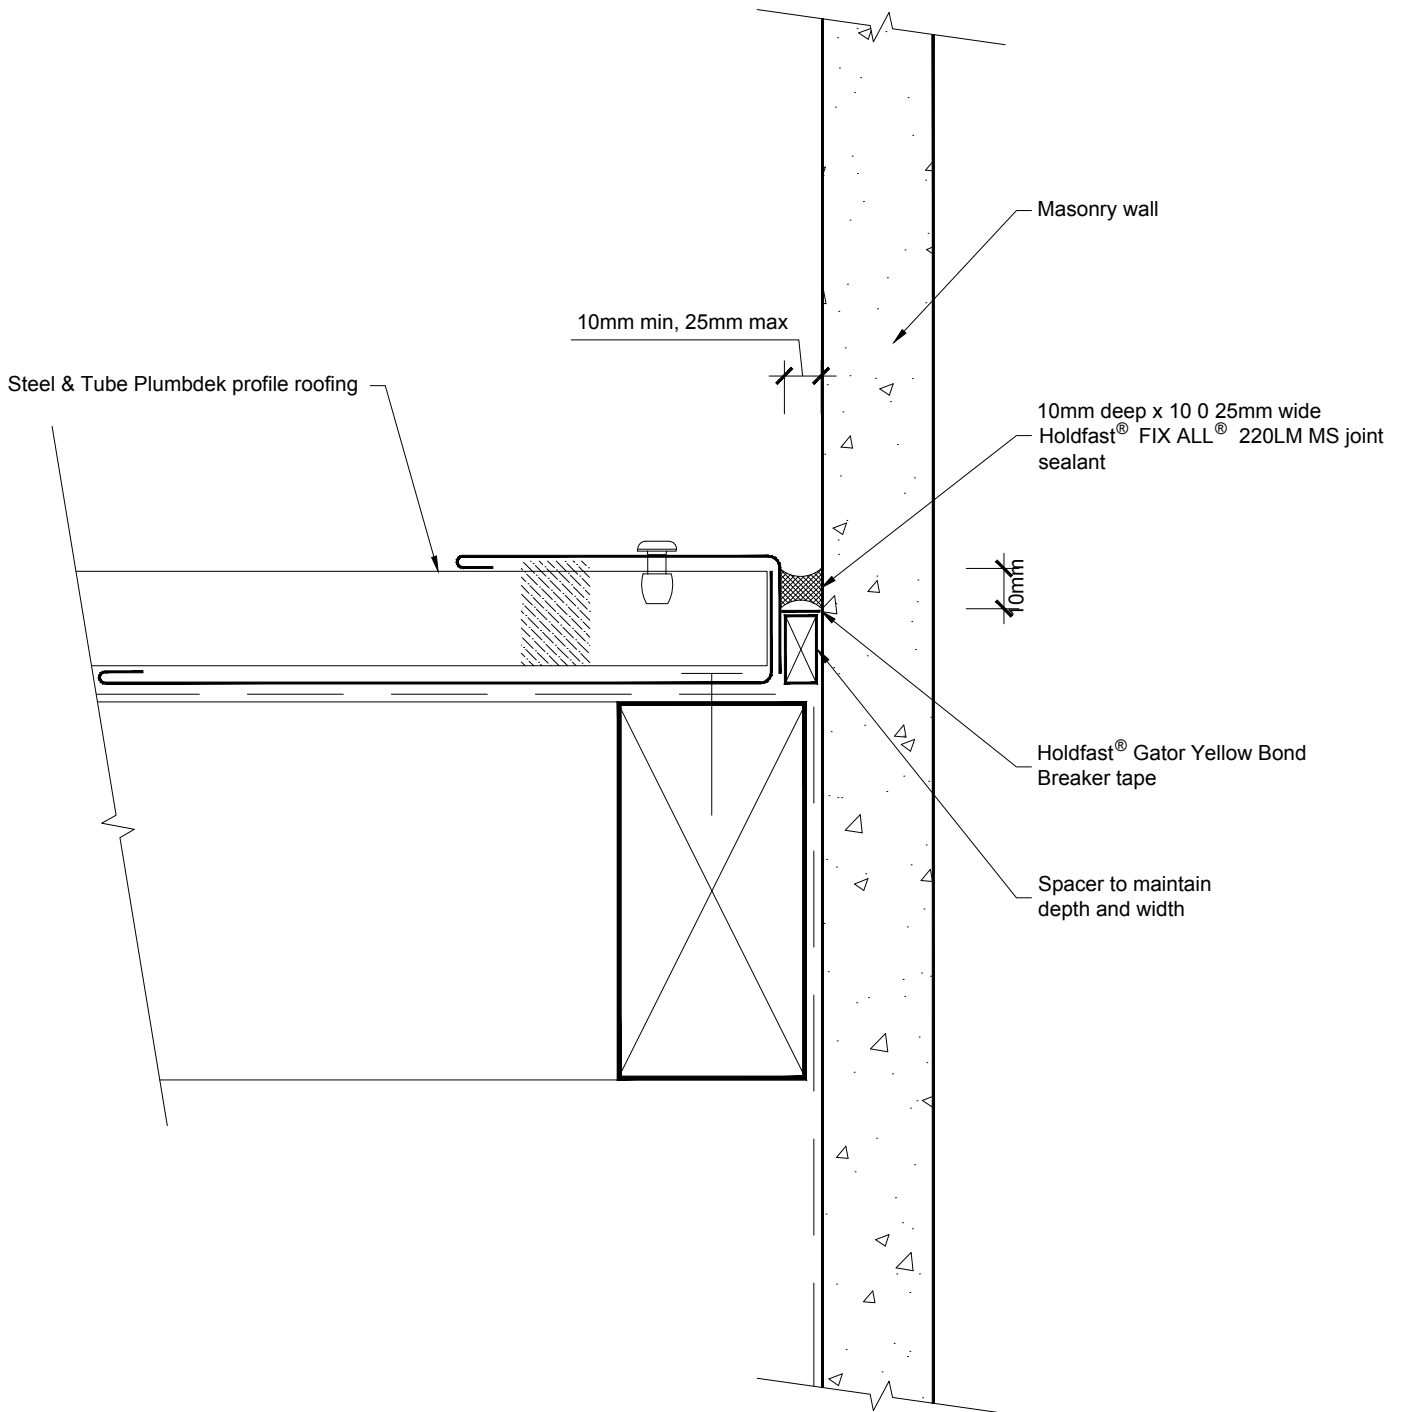 Masonry wall
10mm min, 25mm max
Steel & Tube Plumbdek profile roofing
10mm deep x 10 0 25mm wide
Holdfast® FIX ALL® 220LM MS joint
sealant
10mm
Holdfast® Gator Yellow Bond
Breaker tape
Spacer to maintain
depth and width